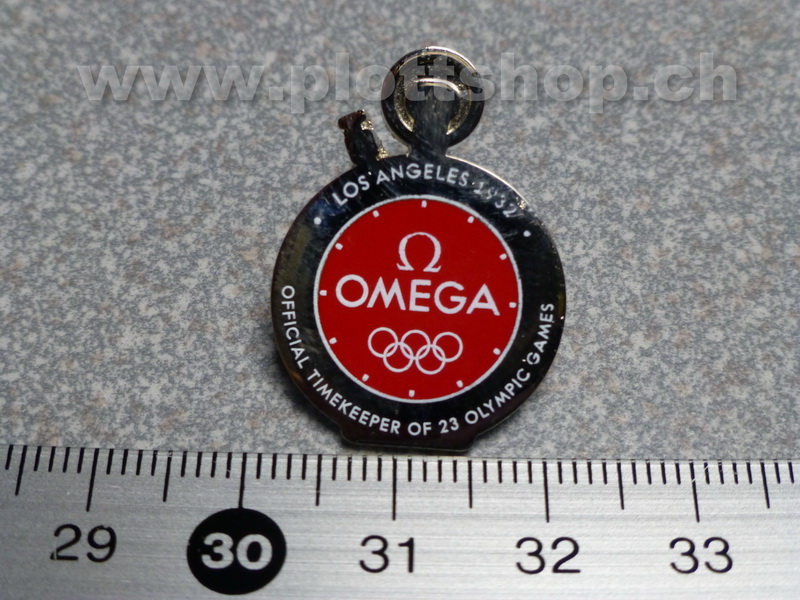 www.plottshop.ch
• LOS ANGELES 1932 •
Ω
OMEGA
OFFICIAL TIMEKEEPER OF 23 OLYMPIC GAMES
29 30 31 32 33